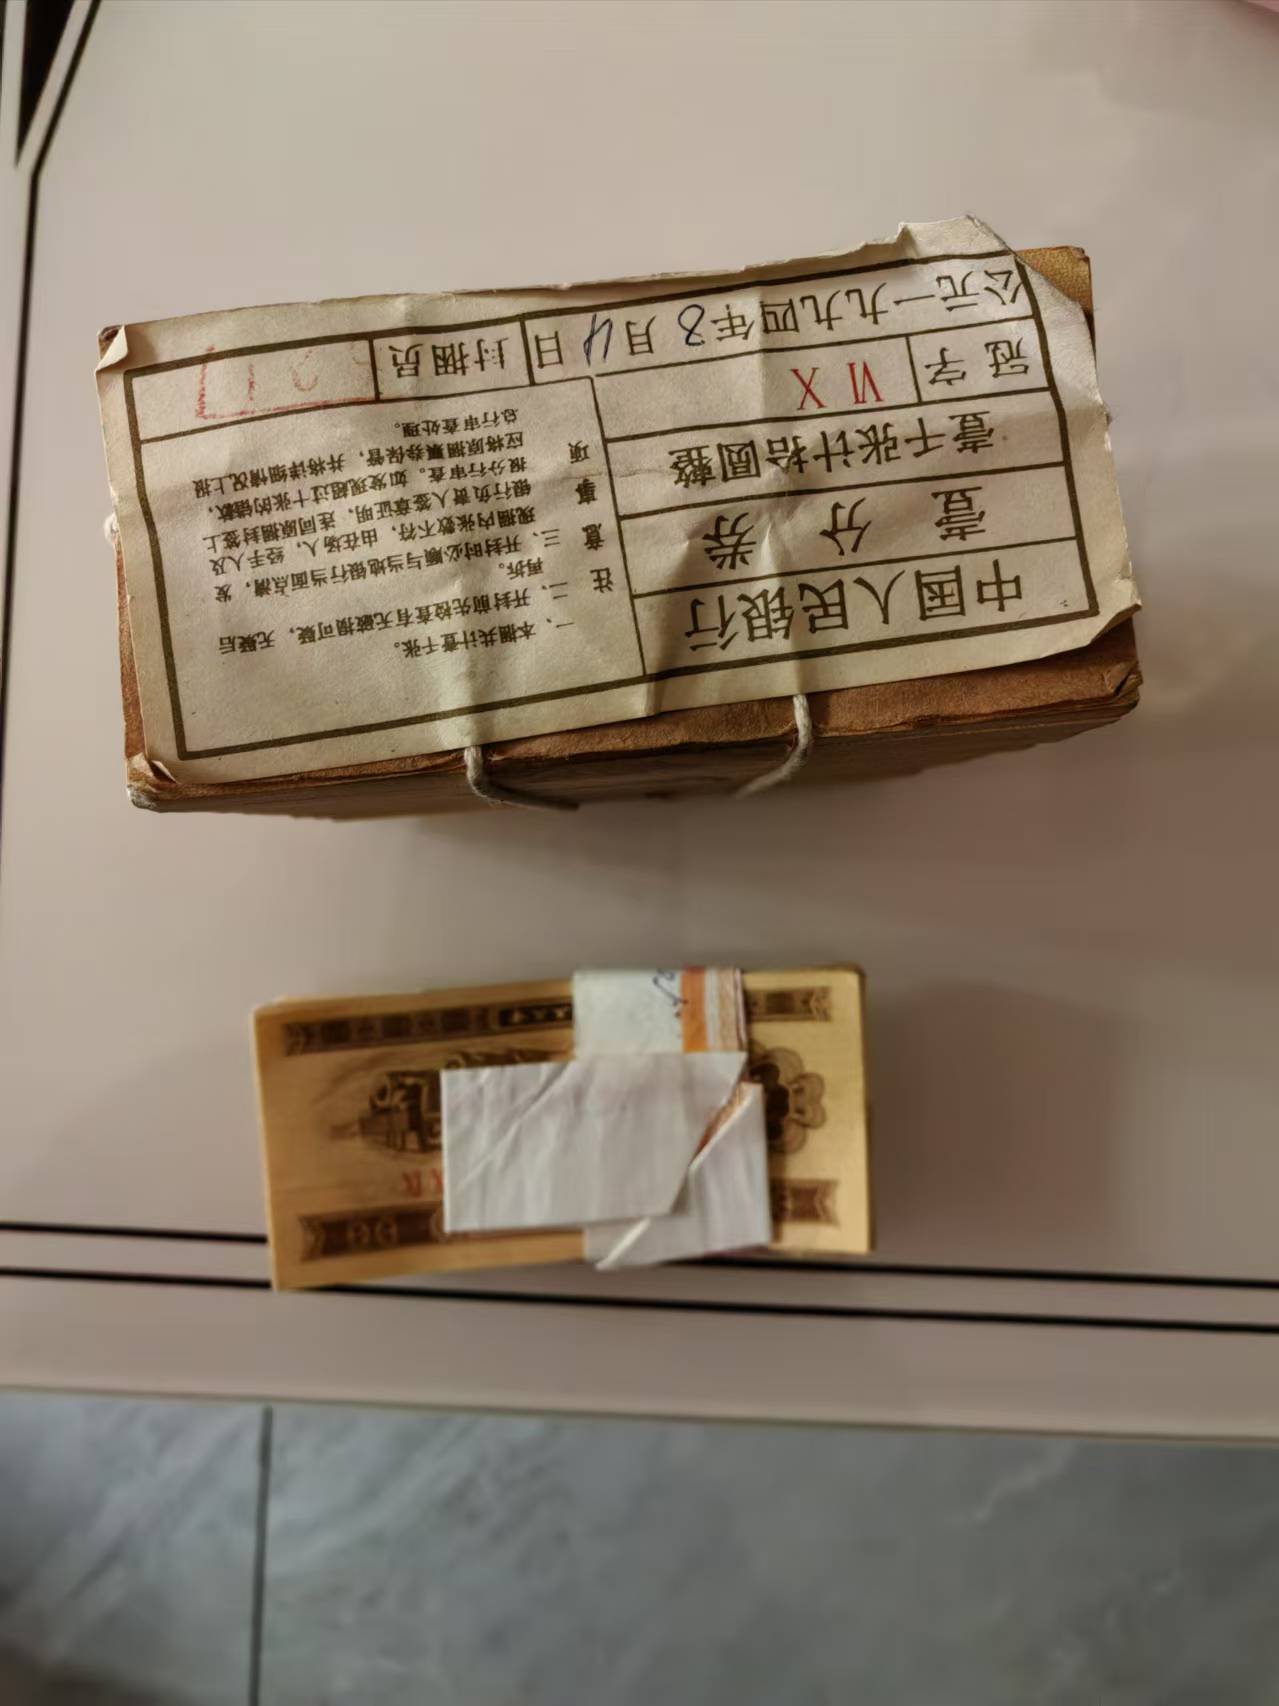 中国人民银行
壹分券
壹千张计拾圆整
冠字 VI X
公元一九九四年8月11日
封捆员
注意事项
一、本捆共计壹千张。
二、开封前先检查有无破损可疑，无疑后
再拆。
三、开封时必顺与当地银行当面点清，发
现捆内张数不符，由在场人，经手人及
银行负责人签章证明，连同原捆封签上
报分行审查。如发现超过十张的错款，
应将原捆票券保管，并将详细情况上报
总行审查处理。